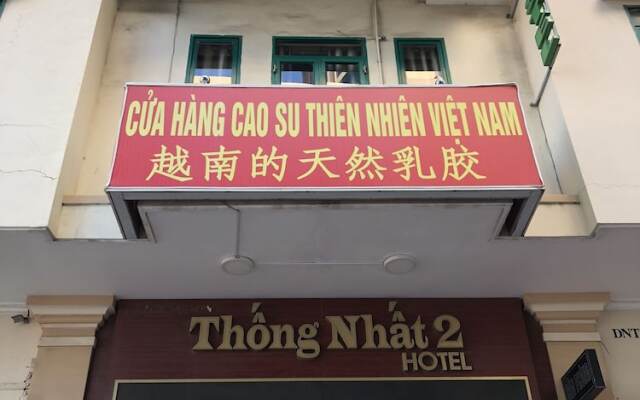 CỬA HÀNG CAO SU THIÊN NHIÊN VIỆT NAM
越南的天然乳胶
Thống Nhất 2
HOTEL
DNT